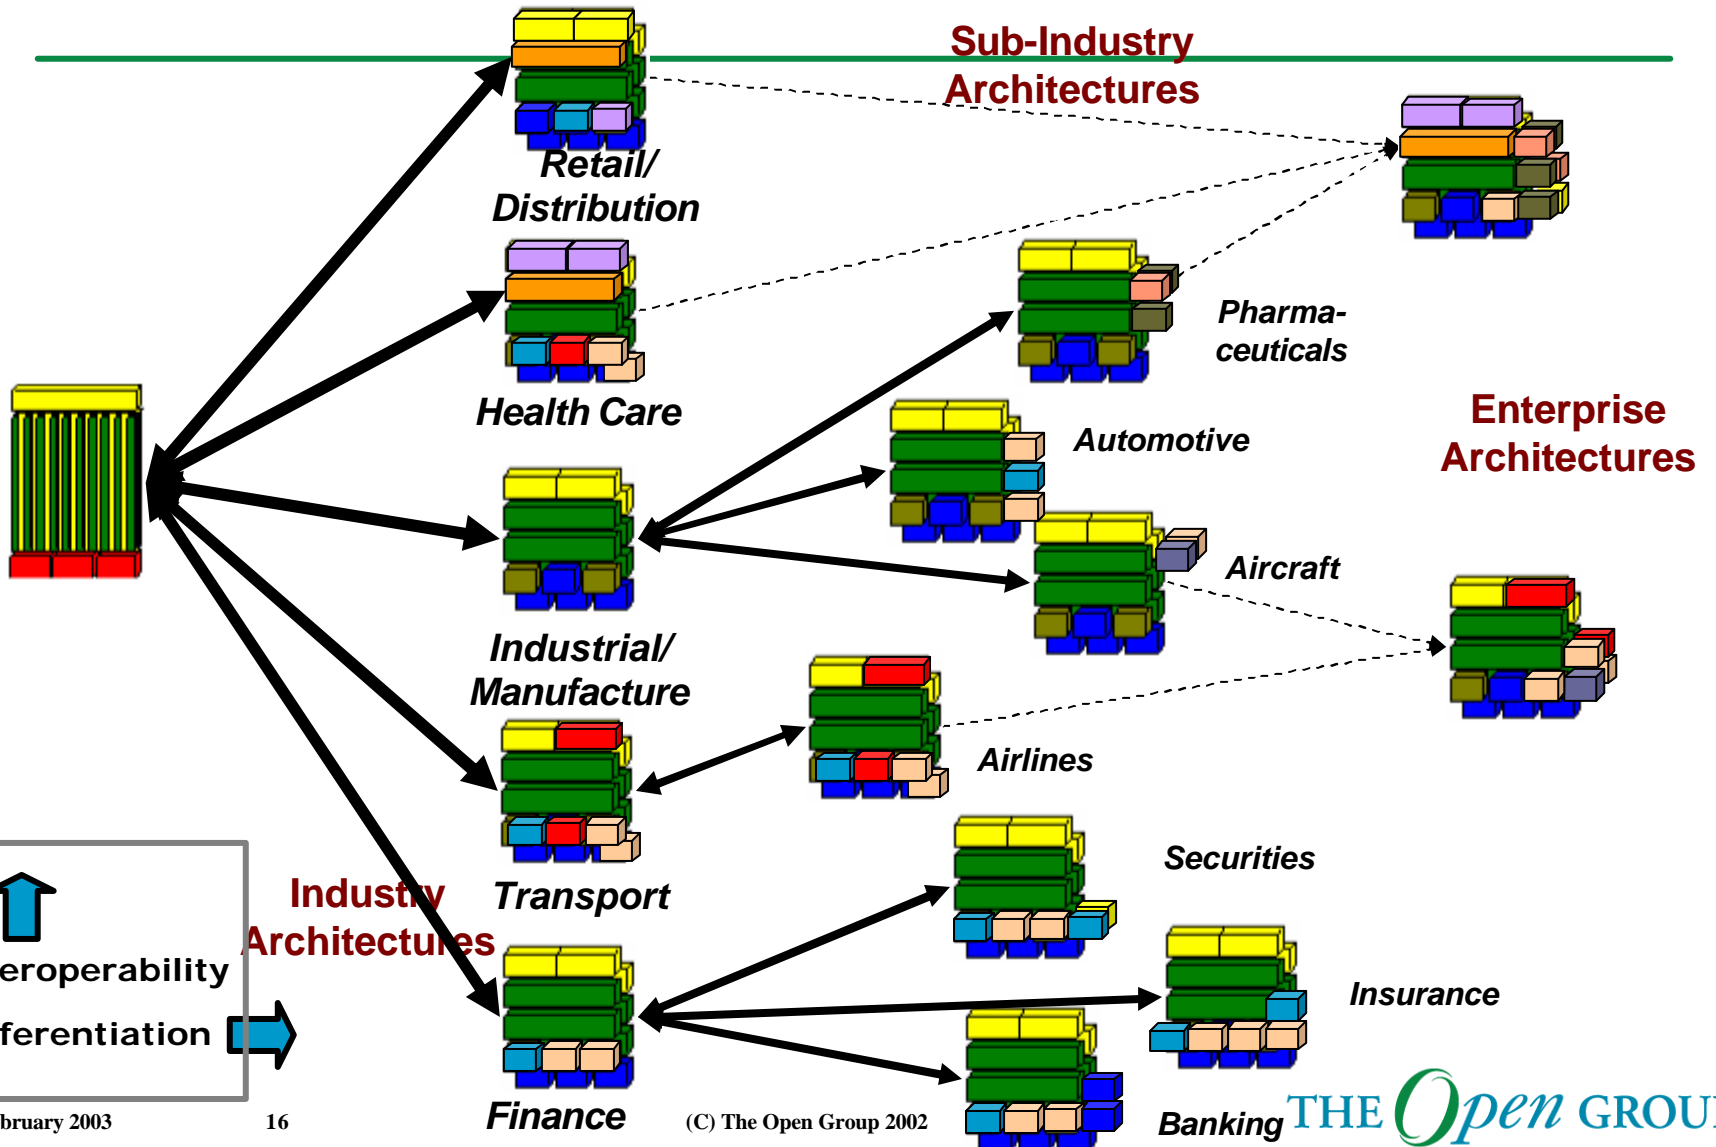 Sub-Industry
Architectures
Retail/
Distribution
Health Care
Pharma-
ceuticals
Automotive
Enterprise
Architectures
Aircraft
Industrial/
Manufacture
Airlines
Securities
Industry
Architectures
Transport
eroperability
Insurance
ferentiation
Finance
Banking
bruary 2003
16
(C) The Open Group 2002
THE Open GROU